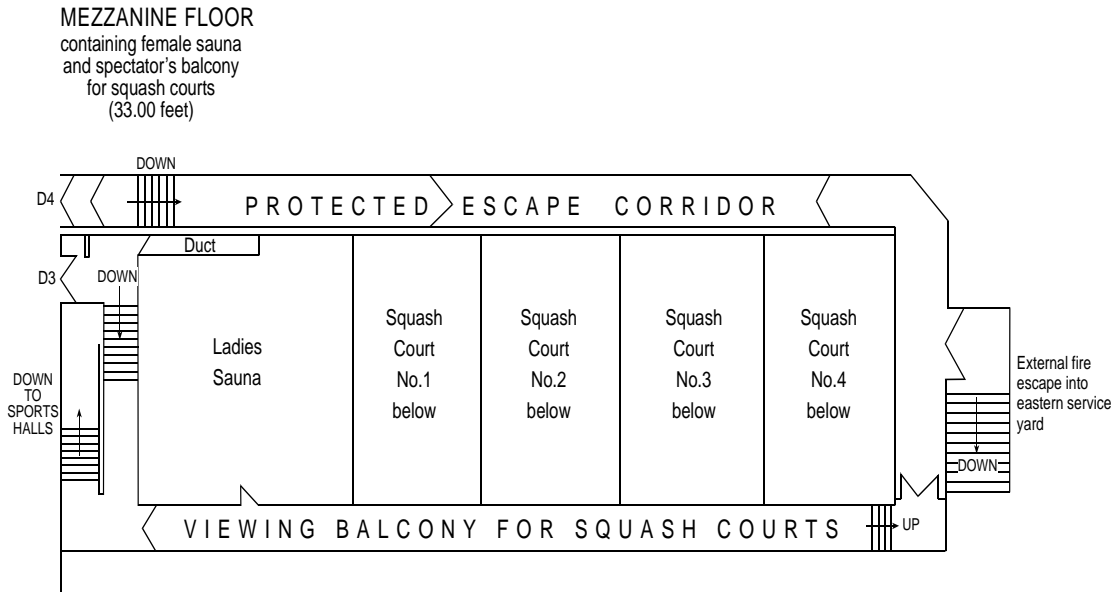 MEZZANINE FLOOR
containing female sauna
and spectator's balcony
for squash courts
(33.00 feet)
DOWN
D4
PROTECTED ESCAPE CORRIDOR
Duct
D3
DOWN
Ladies
Sauna
Squash
Court
No.1
below
Squash
Court
No.2
below
Squash
Court
No.3
below
Squash
Court
No.4
below
DOWN
TO
SPORTS
HALLS
External fire
escape into
eastern service
yard
DOWN
VIEWING BALCONY FOR SQUASH COURTS
UP